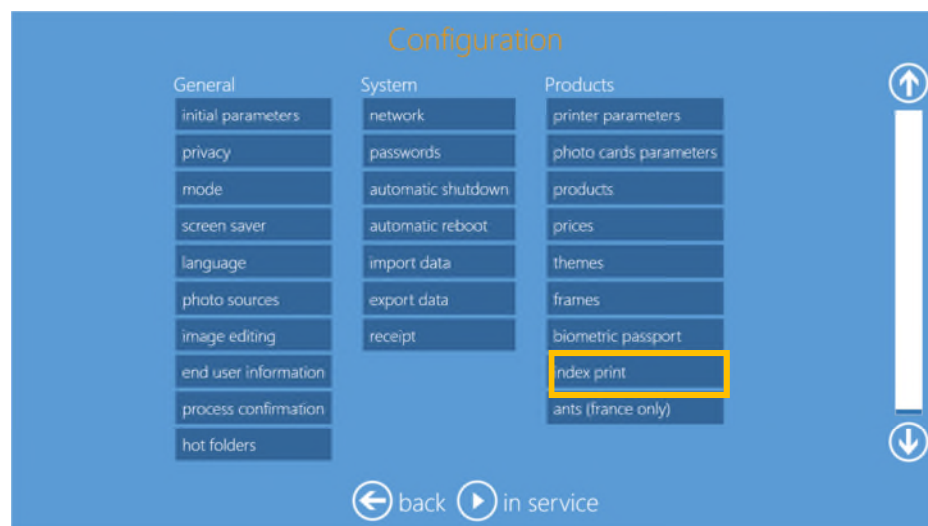 Configuration
General
initial parameters
privacy
mode
screen saver
language
photo sources
image editing
end user information
process confirmation
hot folders
System
network
passwords
automatic shutdown
automatic reboot
import data
export data
receipt
Products
printer parameters
photo cards parameters
products
prices
themes
frames
biometric passport
index print
ants (france only)
back
in service